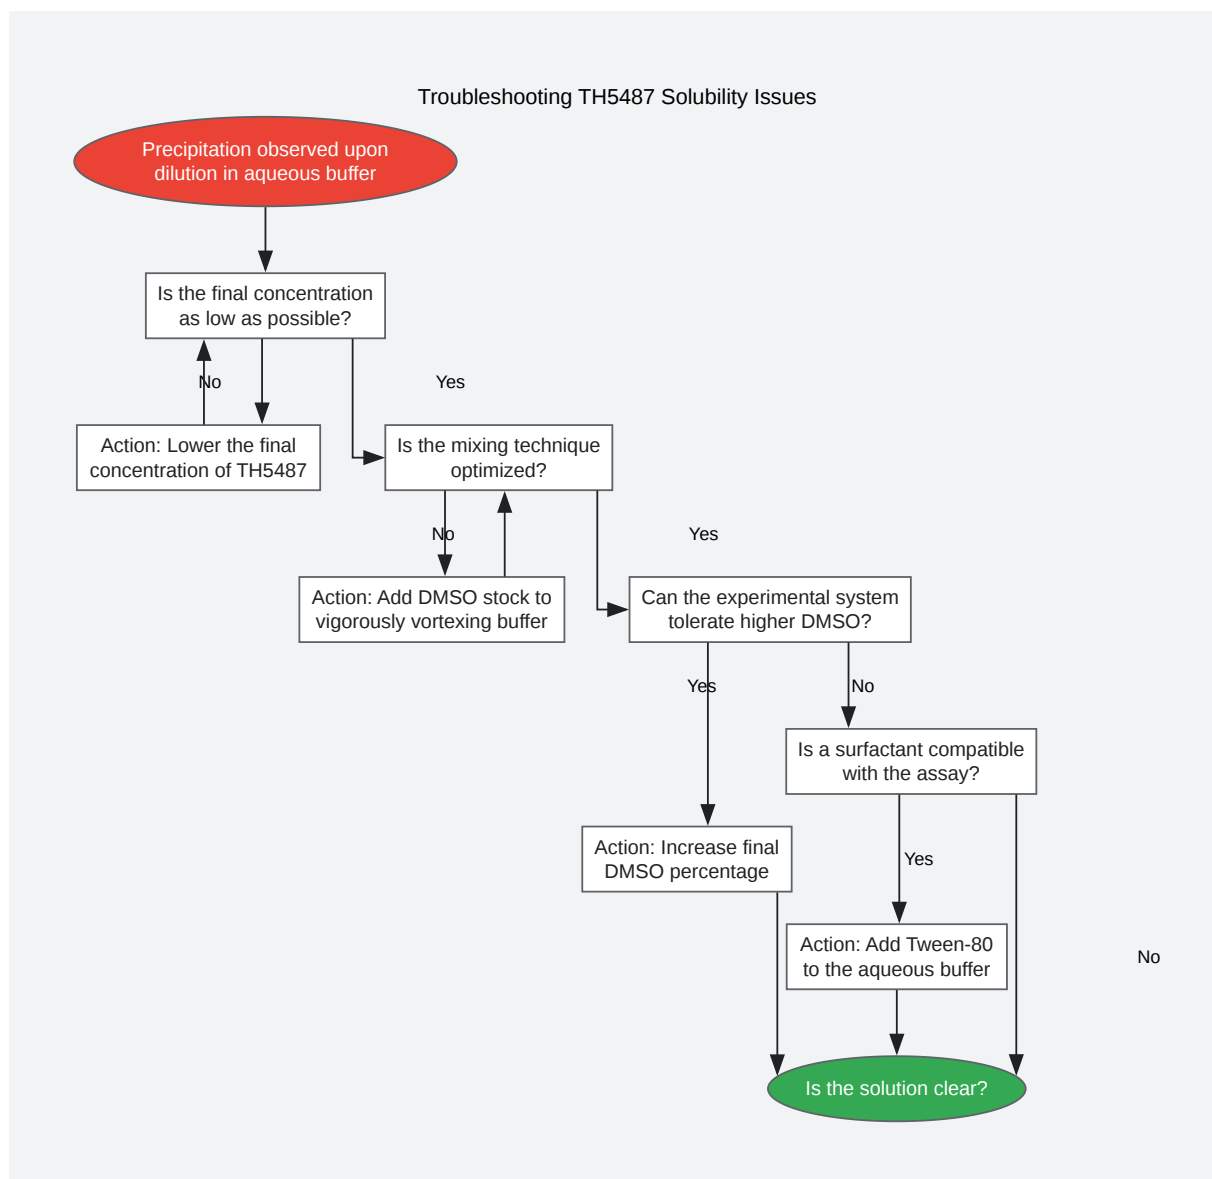 Troubleshooting TH5487 Solubility Issues
Precipitation observed upon
dilution in aqueous buffer
Is the final concentration
as low as possible?
No
Yes
Action: Lower the final
concentration of TH5487
Is the mixing technique
optimized?
No
Yes
Action: Add DMSO stock to
vigorously vortexing buffer
Can the experimental system
tolerate higher DMSO?
Yes
No
Is a surfactant compatible
with the assay?
Action: Increase final
DMSO percentage
Yes
Action: Add Tween-80
to the aqueous buffer
No
Is the solution clear?